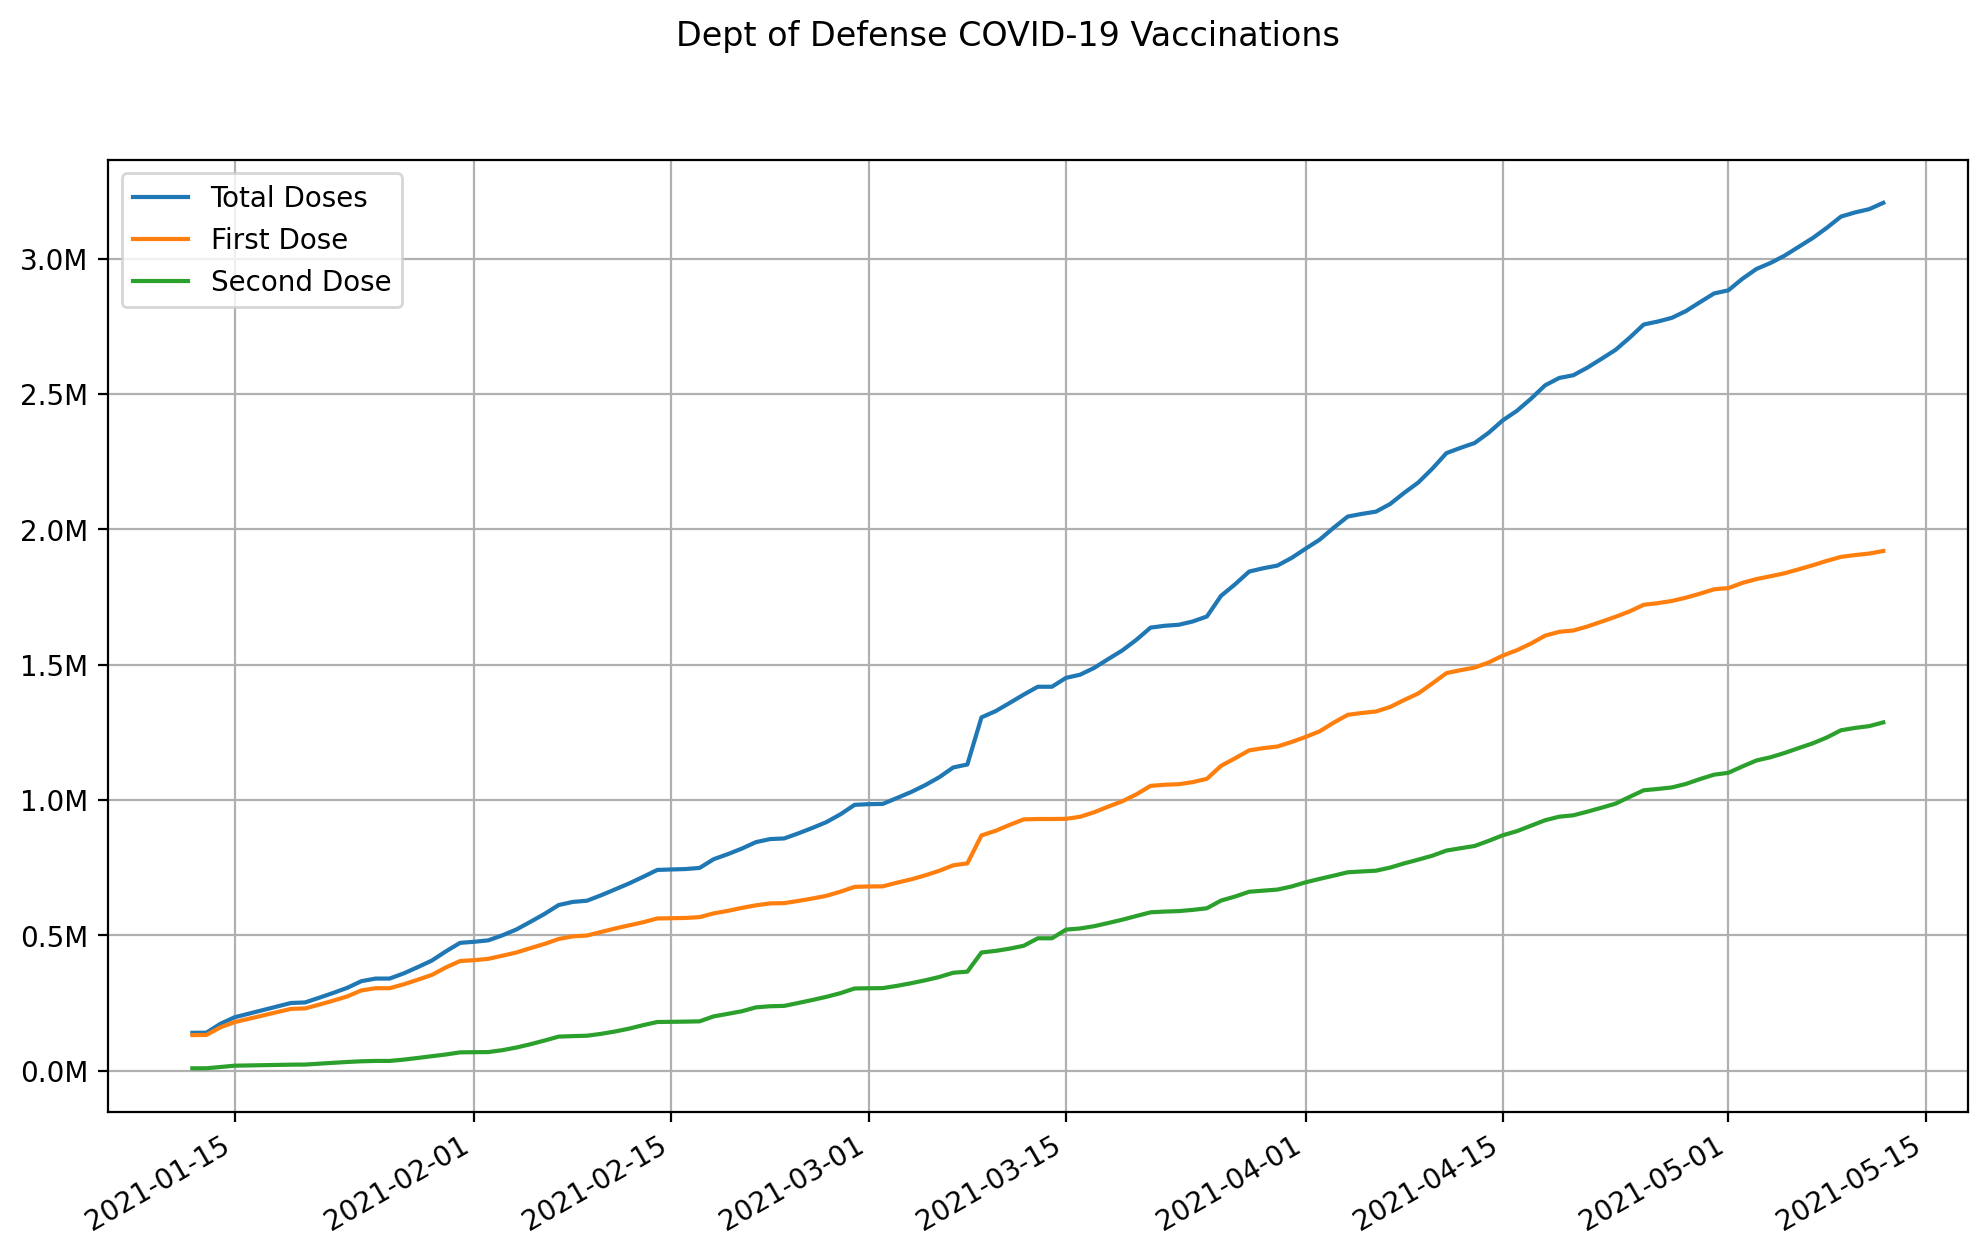 Dept of Defense COVID-19 Vaccinations
Total Doses
First Dose
Second Dose
3.0M
2.5M
2.0M
1.5M
1.0M
0.5M
0.0M
2021-01-15
2021-02-01
2021-02-15
2021-03-01
2021-03-15
2021-04-01
2021-04-15
2021-05-01
2021-05-15